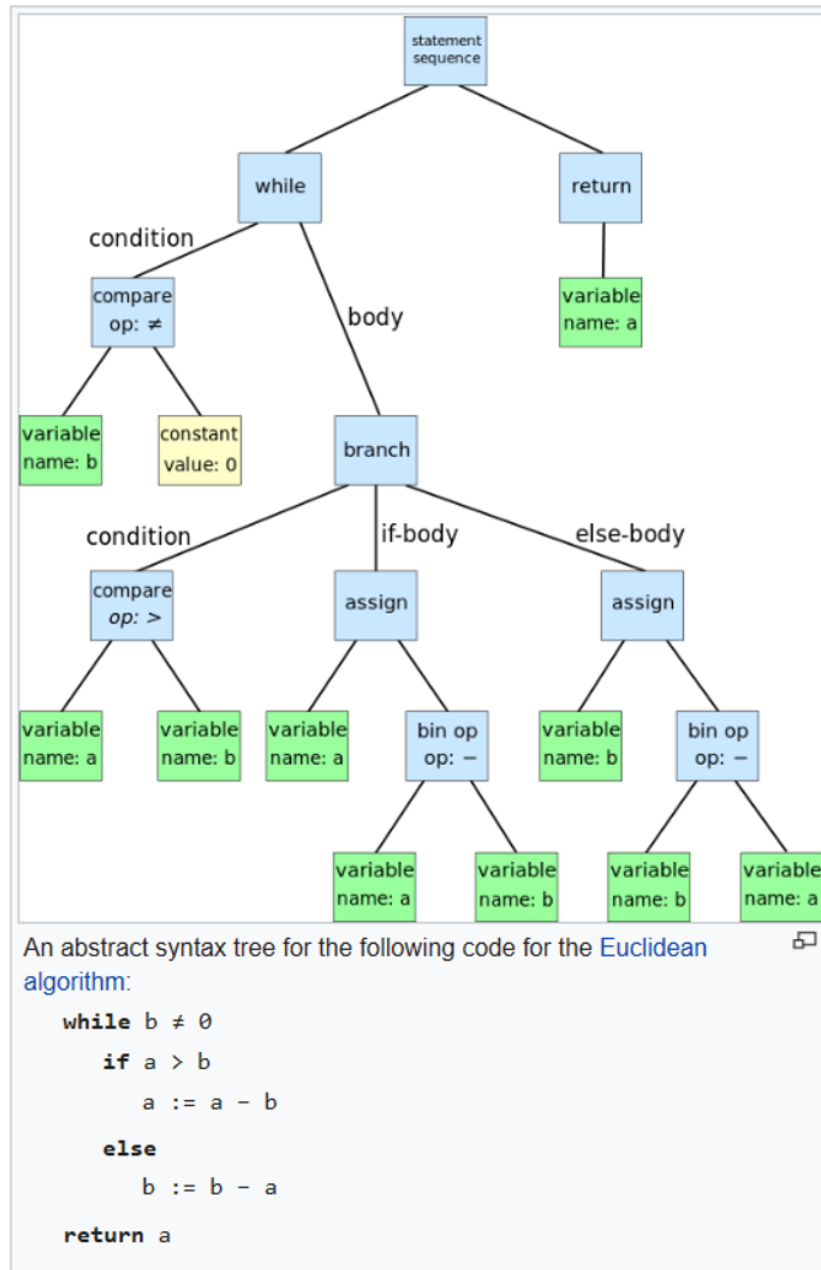 statement
sequence
while
return
condition
compare
op: ≠
body
variable
name: a
variable
name: b
constant
value: 0
branch
condition
if-body
else-body
compare
op: >
assign
assign
variable
name: a
variable
name: b
variable
name: a
bin op
op: −
variable
name: b
bin op
op: −
variable
name: a
variable
name: b
variable
name: b
variable
name: a
An abstract syntax tree for the following code for the Euclidean
algorithm:
while b ≠ 0
if a > b
a := a - b
else
b := b - a
return a